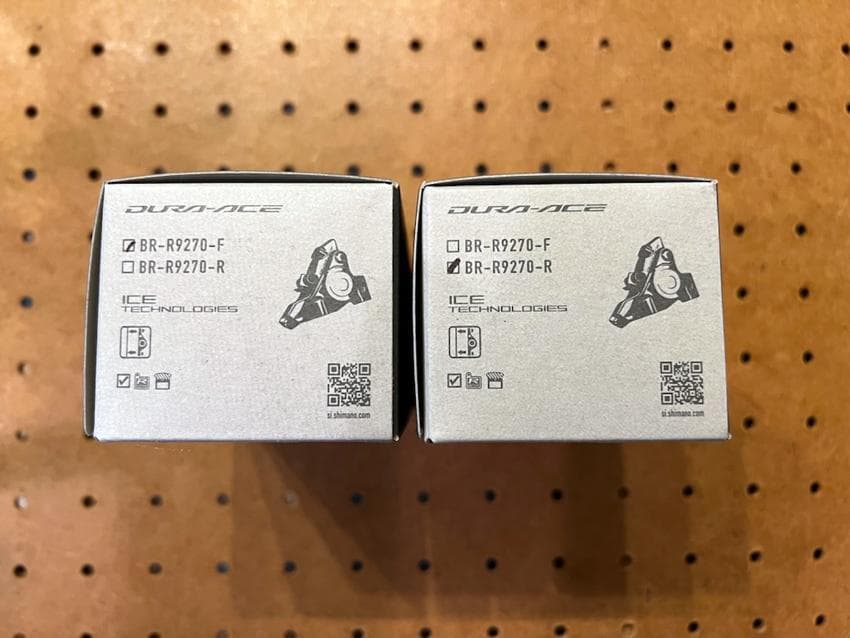 DURA-ACE
BR-R9270-F
BR-R9270-R
ICE
TECHNOLOGIES
si.shimano.com
DURA-ACE
BR-R9270-F
BR-R9270-R
ICE
TECHNOLOGIES
si.shimano.com